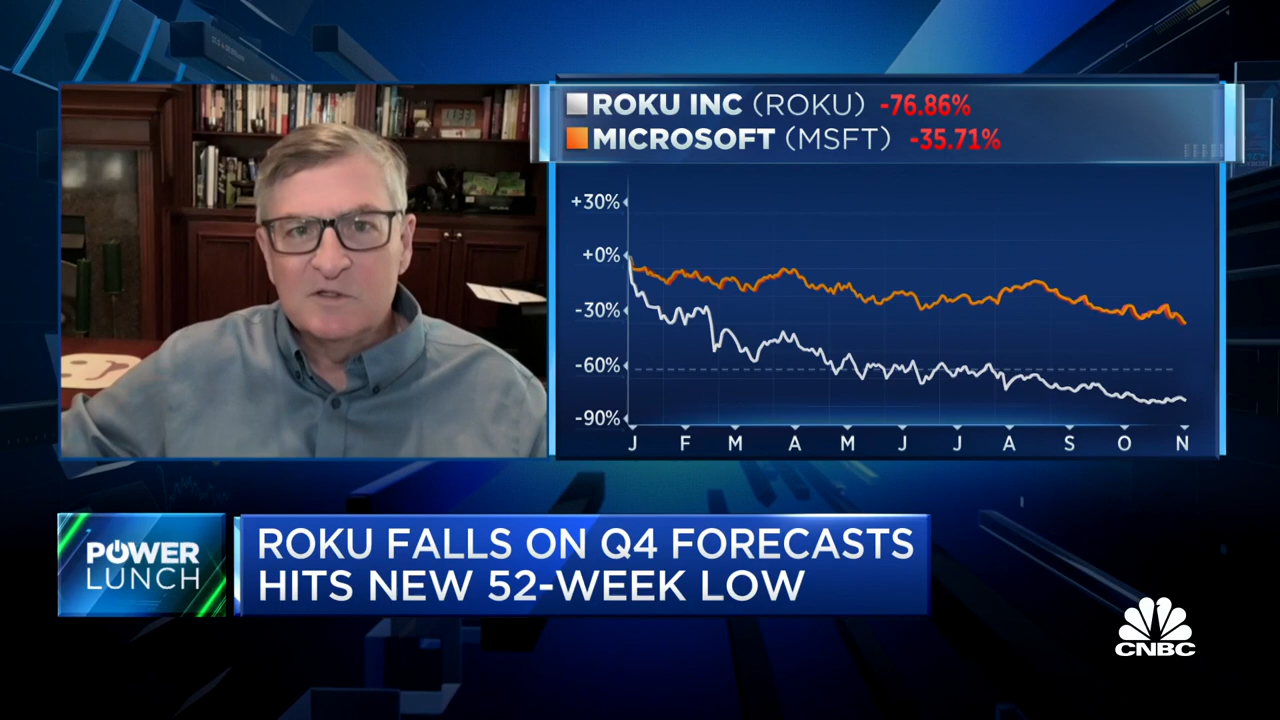 ROKU INC (ROKU) -76.86%
MICROSOFT (MSFT) -35.71%
+30%
+0%
-30%
-60%
-90%
J F M A M J J A S O N
POWER
LUNCH
ROKU FALLS ON Q4 FORECASTS
HITS NEW 52-WEEK LOW
CNBC